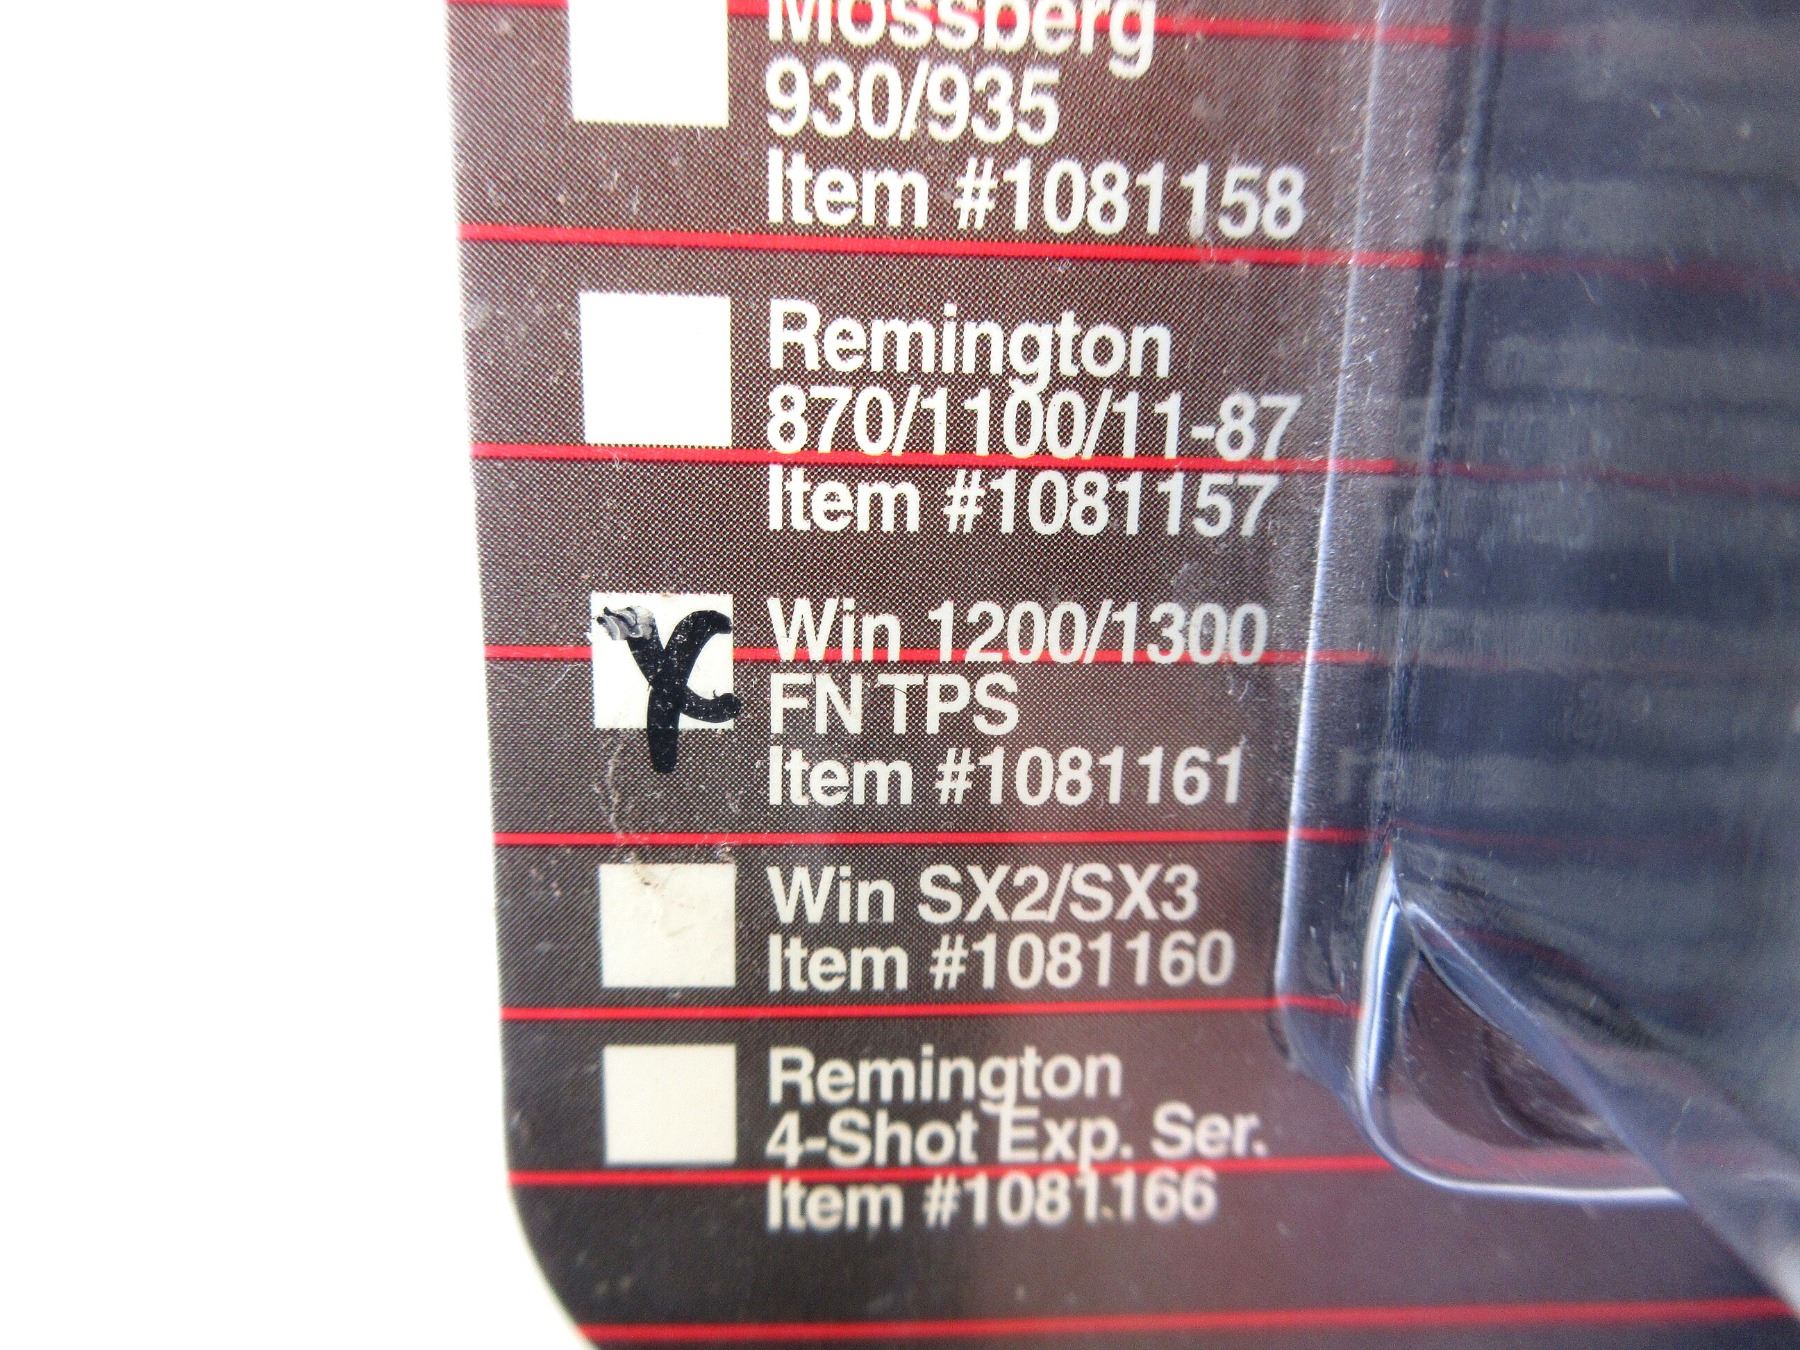 Mossberg
930/935
Item #1081158
Remington
870/1100/11-87
Item #1081157
X
Win 1200/1300
FN TPS
Item #1081161
Win SX2/SX3
Item #1081160
Remington
4-Shot Exp. Ser.
Item #1081166